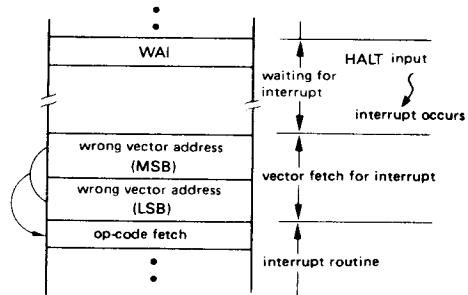 WAI
HALT input
waiting for
interrupt
interrupt occurs
wrong vector address
(MSB)
vector fetch for interrupt
wrong vector address
(LSB)
op-code fetch
interrupt routine